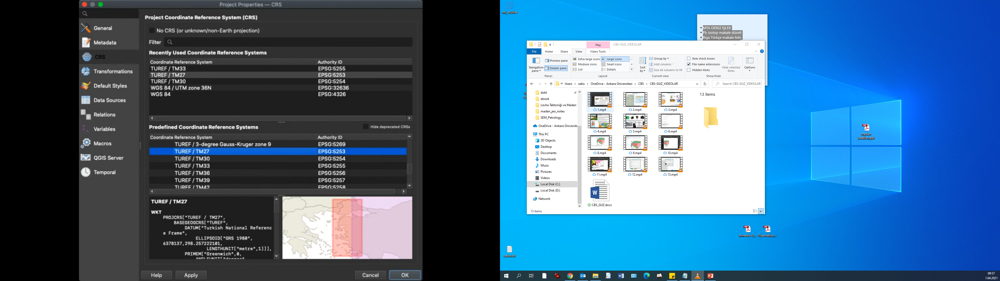 Project Properties — CRS
Project Coordinate Reference System (CRS)
No CRS (or unknown/non-Earth projection)
Filter
Recently Used Coordinate Reference Systems
Coordinate Reference System Authority ID
TUREF / TM33 EPSG:5255
TUREF / TM27 EPSG:5253
TUREF / TM30 EPSG:5254
WGS 84 / UTM zone 36N EPSG:32636
WGS 84 EPSG:4326
General
Metadata
CRS
Transformations
Default Styles
Data Sources
Relations
Variables
Macros
QGIS Server
Temporal
Predefined Coordinate Reference Systems Hide deprecated CRSs
Coordinate Reference System Authority ID
TUREF / 3-degree Gauss-Kruger zone 9 EPSG:5269
TUREF / TM27 EPSG:5253
TUREF / TM30 EPSG:5254
TUREF / TM33 EPSG:5255
TUREF / TM36 EPSG:5256
TUREF / TM39 EPSG:5257
TUREF / TM42 EPSG:5258
TUREF / TM27
WKT
PROJCRS["TUREF / TM27",
BASEGEOGCRS["TUREF",
DATUM["Turkish National Referenc
e Frame",
ELLIPSOID["GRS 1980",
6378137,298.257222101,
LENGTHUNIT["metre",1]]],
PRIMEM["Greenwich",0,
ANGLEUNIT["degree"
Help Apply Cancel OK
my_studies
MTA DERGİ İŞLER
Pb izotop makale düzelt
Biga Türkçe makale bitir
Play CBS-GUZ_VIDEOLAR
File Home Share View Video Tools
Navigation pane
Preview pane
Details pane
Panes
Extra large icons Large icons
Medium icons Small icons
List Details
Layout
Sort by
Group by
Add columns
Size all columns to fit
Current view
Item check boxes
File name extensions
Hidden items
Hide selected items
Show/hide
Options
« Users › sakis › OneDrive - Ankara Üniversitesi › CBS › CBS-GUZ_VIDEOLAR
Search CBS-GUZ_VIDEOLAR
dokt
ebook
Levha Tektoniği ve Maden
maden_jeo_notes
SEM_Petrology
OneDrive - Ankara Üniversite
This PC
3D Objects
Desktop
Documents
Downloads
Music
Pictures
Videos
Local Disk (C:)
Local Disk (D:)
Network
1.mp4 2.mp4 3.mp4
4.mp4 5.mp4 6.mp4
8.mp4 9.mp4 10.mp4
11.mp4 12.mp4 13.mp4
CBS_GUZ.docx
13 items
13 items
maden
yatakları.pdf
minerals-0... Dissertation...
webo.txt
09:57
1.04.2021